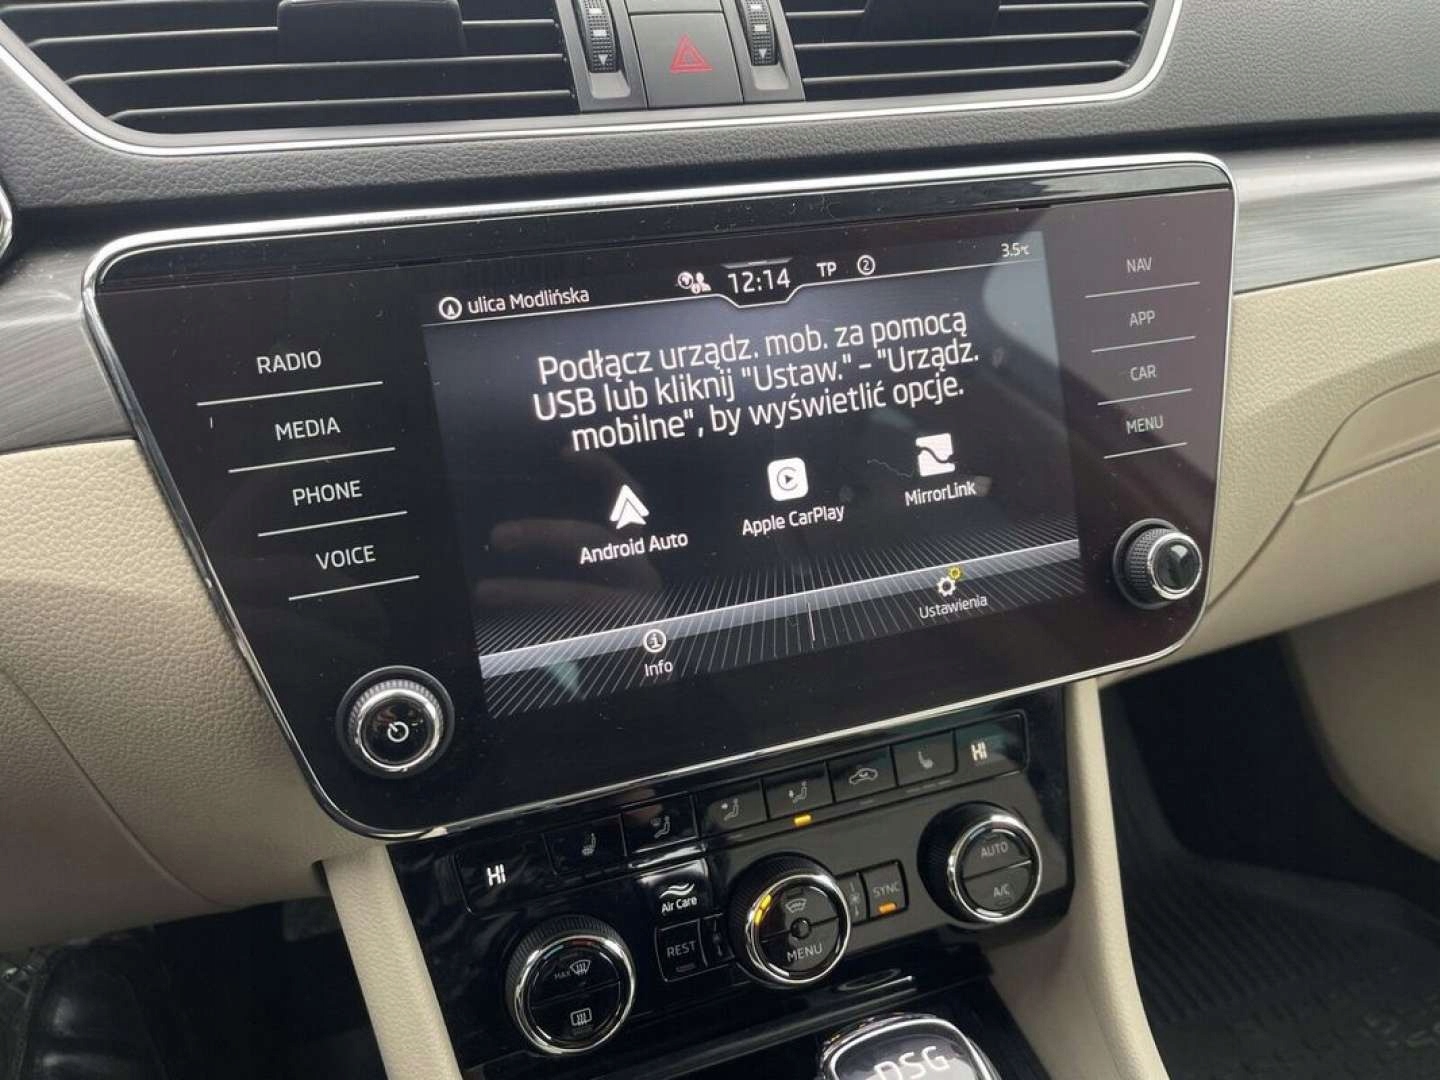 ulica Modlińska
12:14
TP
2
3.5°C
Podłącz urządz. mob. za pomocą
USB lub kliknij "Ustaw." - "Urządz.
mobilne", by wyświetlić opcje.
Android Auto
Apple CarPlay
MirrorLink
Info
Ustawienia
RADIO
MEDIA
PHONE
VOICE
NAV
APP
CAR
MENU
HI
HI
Air Care
REST
MAX
MENU
SYNC
AUTO
A/C
DSG